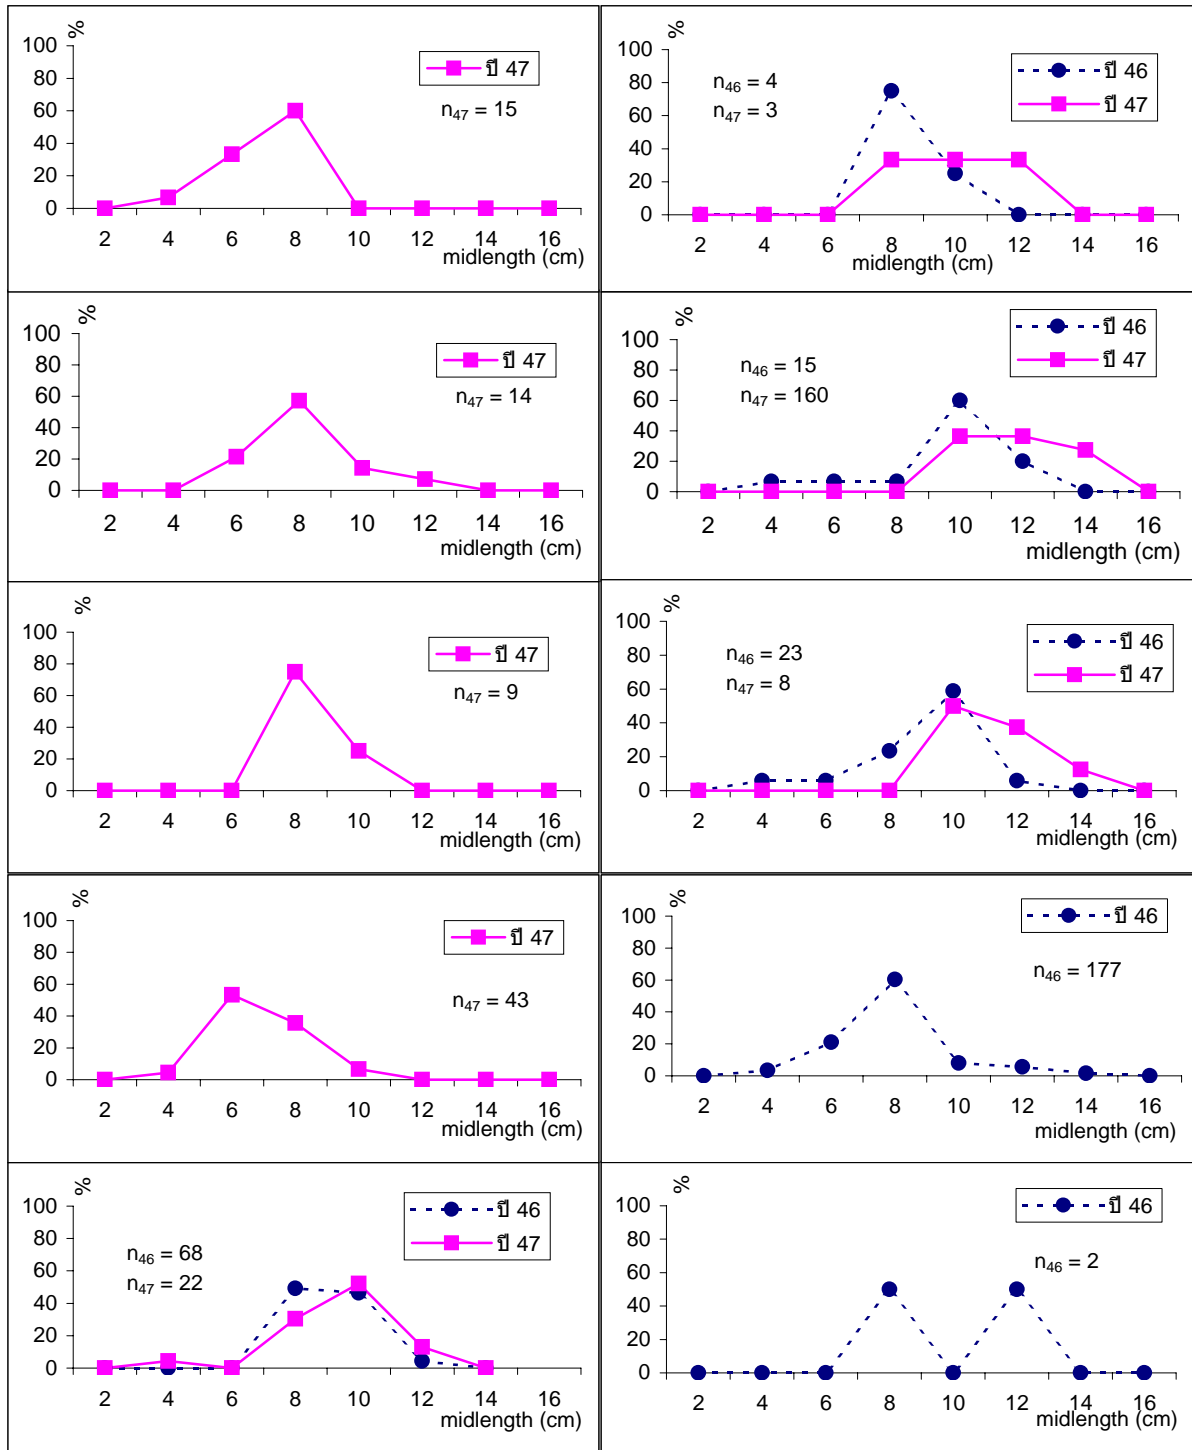 %
100
80
60
40
20
0
2 4 6 8 10 12 14 16
midlength (cm)
ปี 47
n47 = 15
%
100
80
60
40
20
0
2 4 6 8 10 12 14 16
midlength (cm)
n46 = 4
n47 = 3
ปี 46
ปี 47
%
100
80
60
40
20
0
2 4 6 8 10 12 14 16
midlength (cm)
ปี 47
n47 = 14
%
100
80
60
40
20
0
2 4 6 8 10 12 14 16
midlength (cm)
n46 = 15
n47 = 160
ปี 46
ปี 47
%
100
80
60
40
20
0
2 4 6 8 10 12 14 16
midlength (cm)
ปี 47
n47 = 9
%
100
80
60
40
20
0
2 4 6 8 10 12 14 16
midlength (cm)
n46 = 23
n47 = 8
ปี 46
ปี 47
%
100
80
60
40
20
0
2 4 6 8 10 12 14 16
midlength (cm)
ปี 47
n47 = 43
%
100
80
60
40
20
0
2 4 6 8 10 12 14 16
midlength (cm)
ปี 46
n46 = 177
%
100
80
60
40
20
0
2 4 6 8 10 12 14 16
midlength (cm)
n46 = 68
n47 = 22
ปี 46
ปี 47
%
100
80
60
40
20
0
2 4 6 8 10 12 14 16
midlength (cm)
ปี 46
n46 = 2